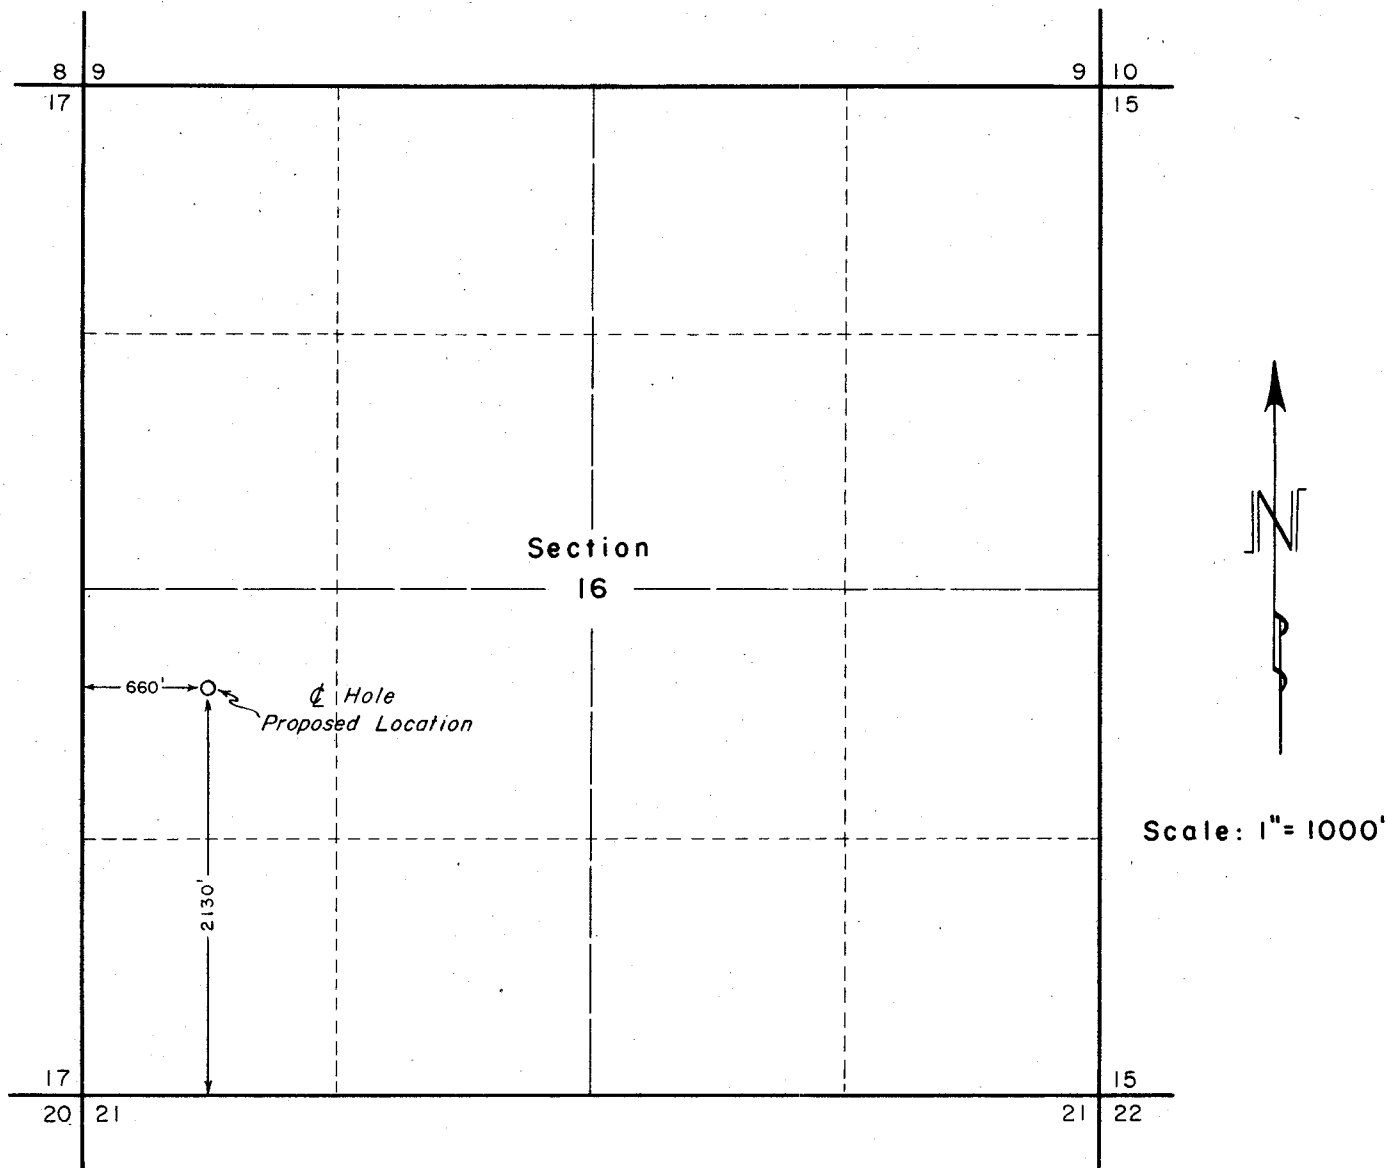 8 9
9 10
17
15
N
Section
16
660'
℄ Hole
Proposed Location
Scale: 1"= 1000'
2130'
17
15
20 21
21 22